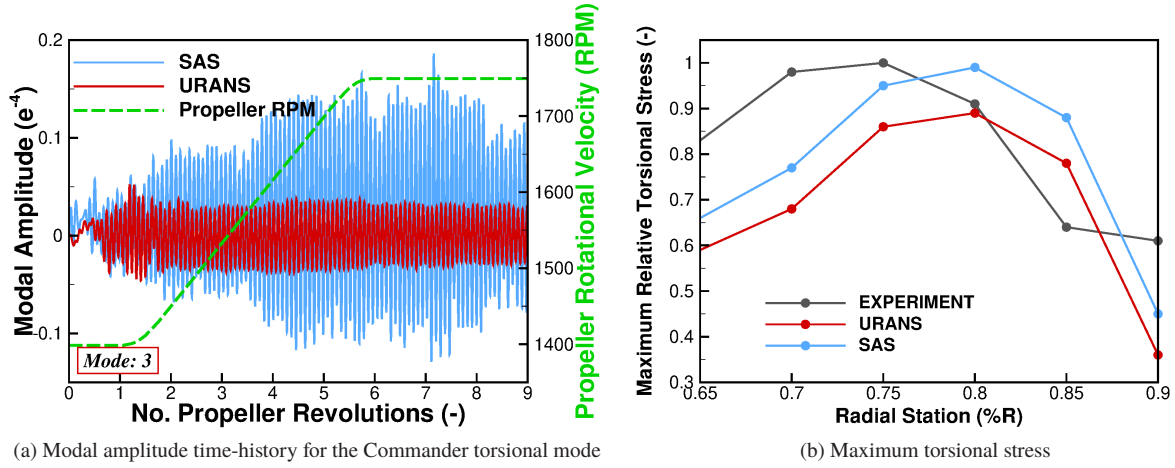 0.2
0.1
0
-0.1
Modal Amplitude (e⁻⁴)
SAS
URANS
Propeller RPM
Mode: 3
0 1 2 3 4 5 6 7 8 9
No. Propeller Revolutions (-)
1800
1700
1600
1500
1400
Propeller Rotational Velocity (RPM)
(a) Modal amplitude time-history for the Commander torsional mode
1
0.9
0.8
0.7
0.6
0.5
0.4
0.3
Maximum Relative Torsional Stress (-)
EXPERIMENT
URANS
SAS
0.65 0.7 0.75 0.8 0.85 0.9
Radial Station (%R)
(b) Maximum torsional stress